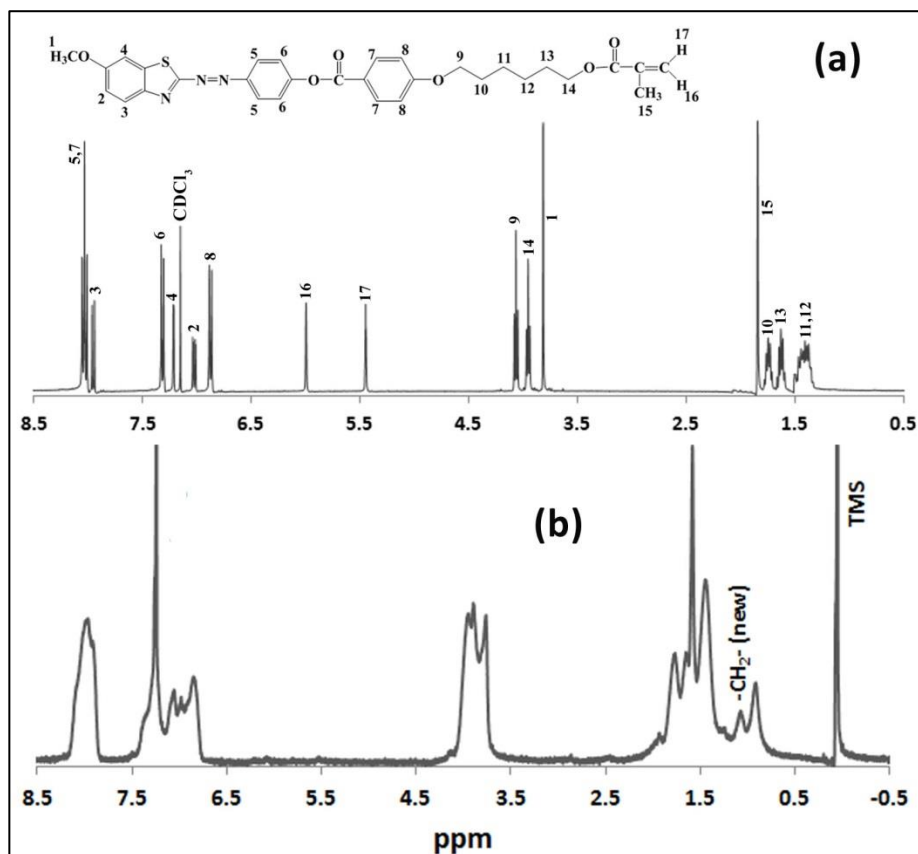 1
H₃CO
4
S
N=N
N
2
3
5
6
5
6
O
O
7
8
7
8
O
9
10
11
12
13
14
O
O
15
CH₃
17
H
H
16
(a)
5,7
3
6
4
CDCl₃
2
8
16
17
9
14
1
15
10
13
11,12
8.5 7.5 6.5 5.5 4.5 3.5 2.5 1.5 0.5
(b)
-CH₂- (new)
TMS
8.5 7.5 6.5 5.5 4.5 3.5 2.5 1.5 0.5 -0.5
ppm